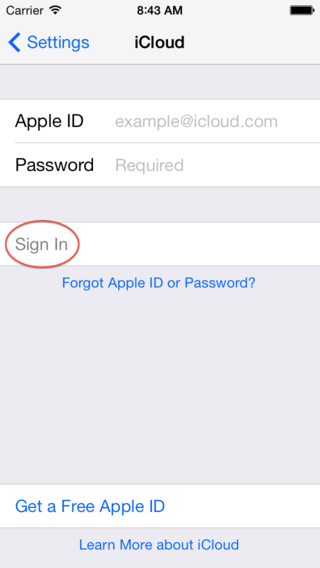 Carrier 8:43 AM
Settings iCloud
Apple ID example@icloud.com
Password Required
Sign In
Forgot Apple ID or Password?
Get a Free Apple ID
Learn More about iCloud